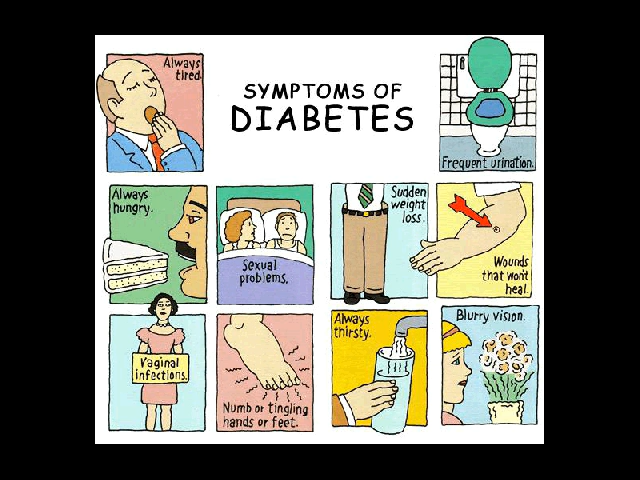 Always
tired.
SYMPTOMS OF
DIABETES
Frequent urination.
Always
hungry.
Sexual
problems.
Sudden
weight
loss.
Wounds
that won't
heal.
Vaginal
infections.
Numb or tingling
hands or feet.
Always
thirsty.
Blurry vision.